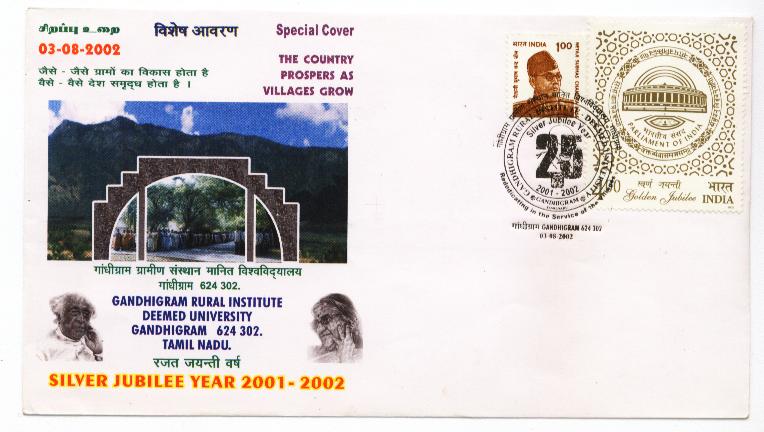 சிறப்பு உறை
03-08-2002
विशेष आवरण
Special Cover
जैसे - जैसे ग्रामों का विकास होता है
वैसे - वैसे देश समृद्ध होता है ।
THE COUNTRY
PROSPERS AS
VILLAGES GROW
गांधीग्राम ग्रामीण संस्थान मानित विश्वविद्यालय
गांधीग्राम 624 302.
GANDHIGRAM RURAL INSTITUTE
DEEMED UNIVERSITY
GANDHIGRAM 624 302.
TAMIL NADU.
रजत जयन्ती वर्ष
SILVER JUBILEE YEAR 2001-2002
भारत INDIA 1.00
भारतीय संसद
PARLIAMENT OF INDIA
स्वर्ण जयन्ती भारत
Golden Jubilee INDIA
GANDHIGRAM RURAL
Silver Jubilee Year
25
2001 - 2002
GANDHIGRAM
Rededicating in the Service of the
गांधीग्राम GANDHIGRAM 624 302
03-08-2002